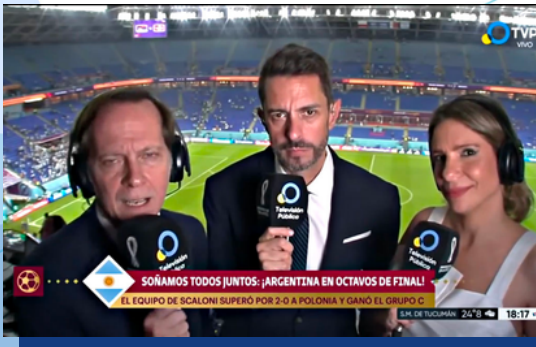 TVP
VIVO
Televisión
Pública
Televisión
Pública
Televisión
Pública
SOÑAMOS TODOS JUNTOS: ¡ARGENTINA EN OCTAVOS DE FINAL!
EL EQUIPO DE SCALONI SUPERÓ POR 2-0 A POLONIA Y GANÓ EL GRUPO C
S.M. DE TUCUMÁN 24°8 18:17